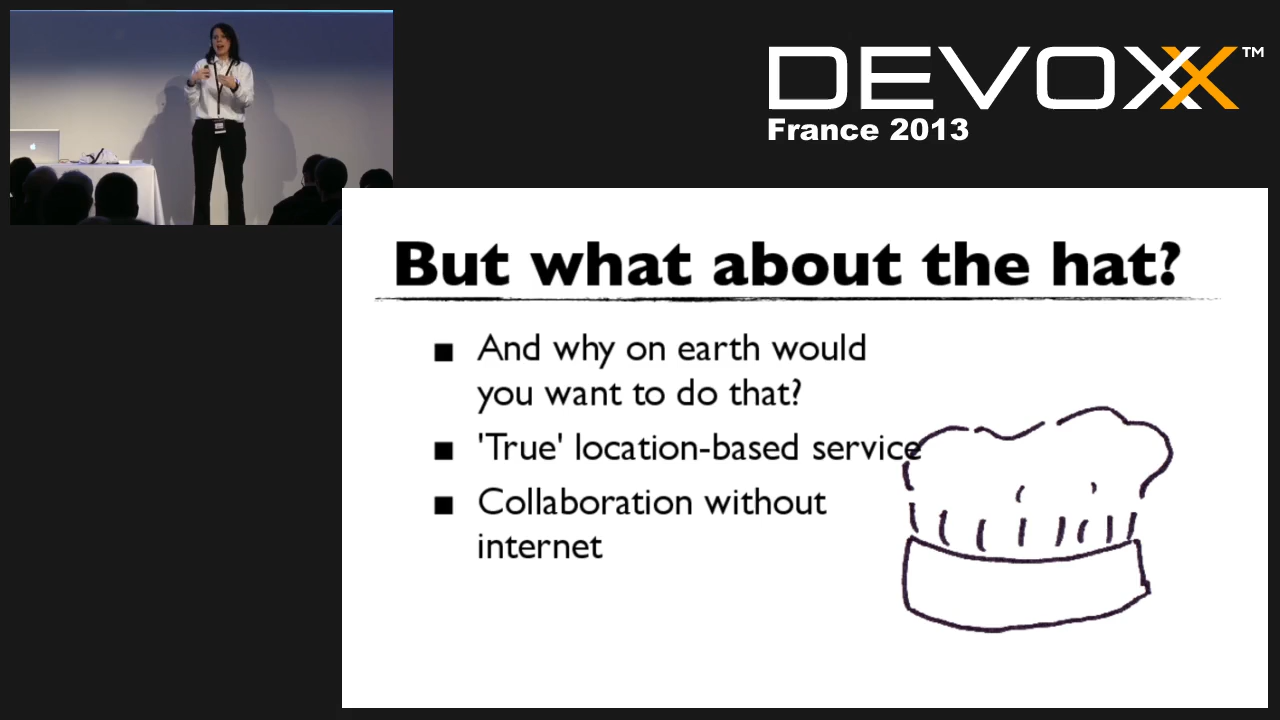 DEVOXX™
France 2013
But what about the hat?
■ And why on earth would
you want to do that?
■ 'True' location-based service
■ Collaboration without
internet